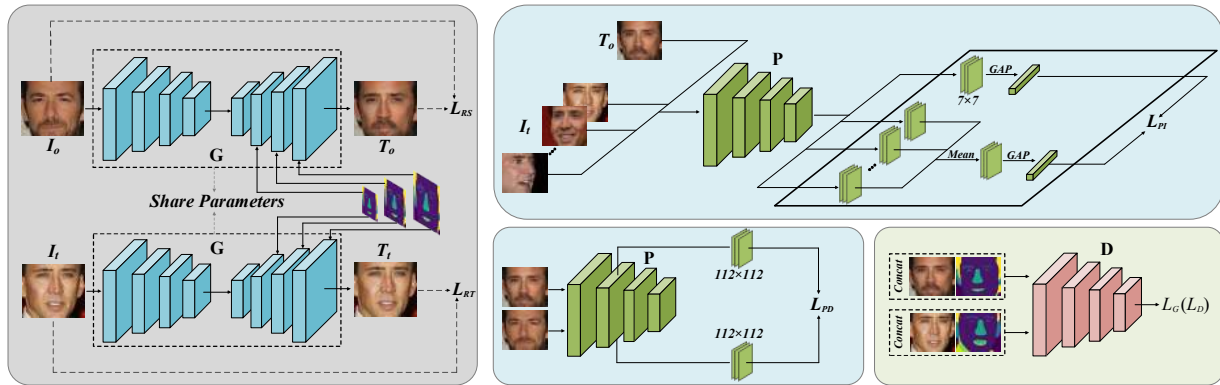 I_o
G
T_o
L_RS
Share Parameters
I_t
G
T_t
L_RT
T_o
I_t
P
7×7
GAP
Mean
GAP
L_PI
P
112×112
112×112
L_PD
Concat
Concat
D
L_G(L_D)